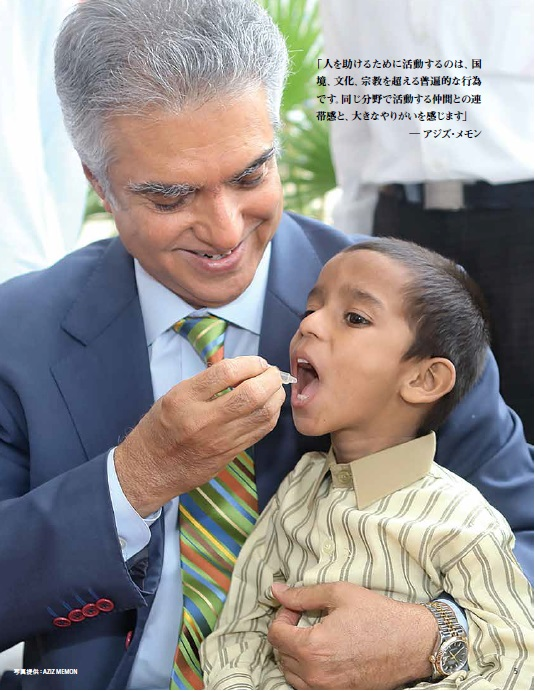 「人を助けるために活動するのは、国
境、文化、宗教を超える普遍的な行為
です。同じ分野で活動する仲間との連
帯感と、大きなやりがいを感じます」
— アジズ・メモン
写真提供：AZIZ MEMON